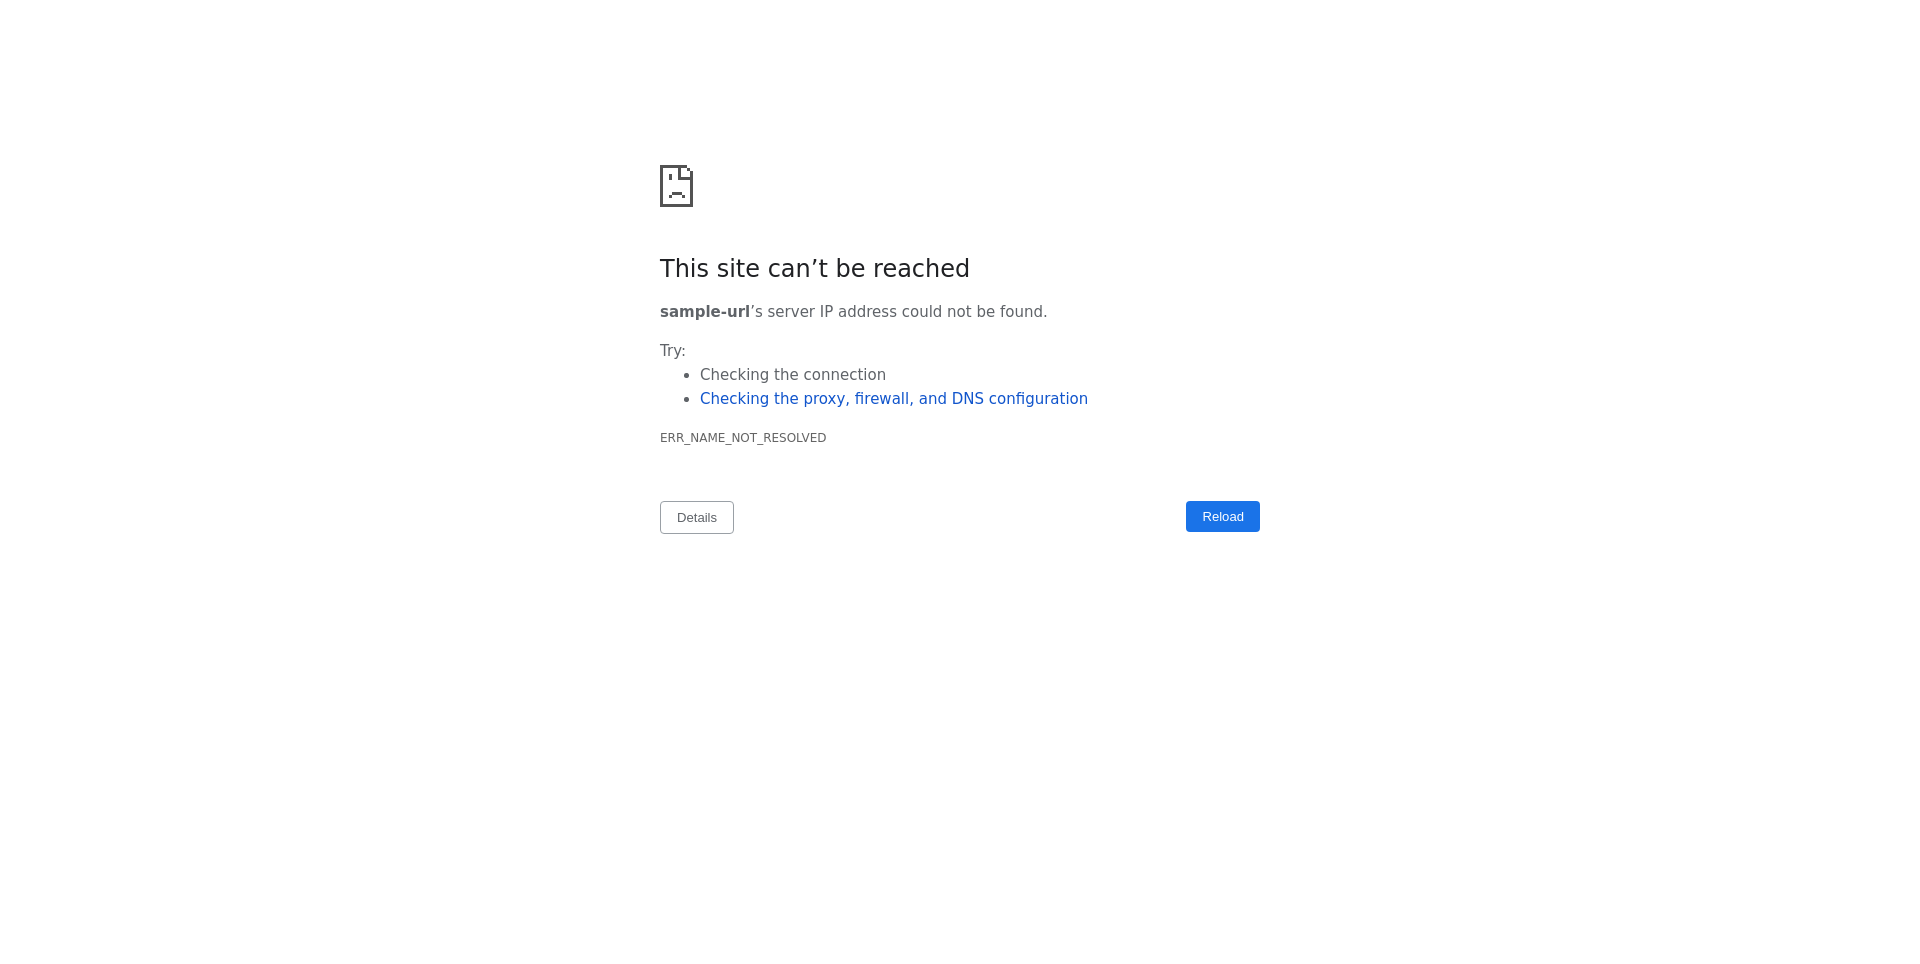 This site can’t be reached
sample-url’s server IP address could not be found.
Try:
Checking the connection
Checking the proxy, firewall, and DNS configuration
ERR_NAME_NOT_RESOLVED
Details
Reload